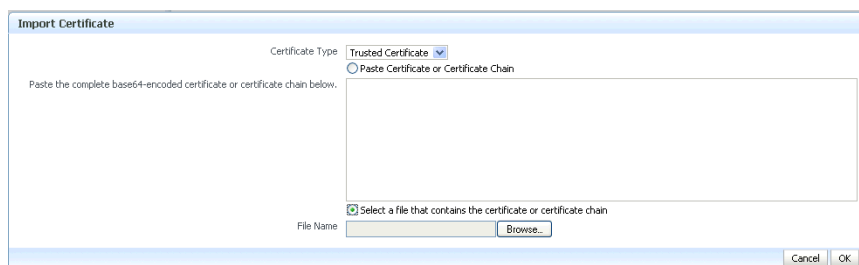 Import Certificate
Certificate Type Trusted Certificate
Paste Certificate or Certificate Chain
Paste the complete base64-encoded certificate or certificate chain below.
Select a file that contains the certificate or certificate chain
File Name Browse...
Cancel OK